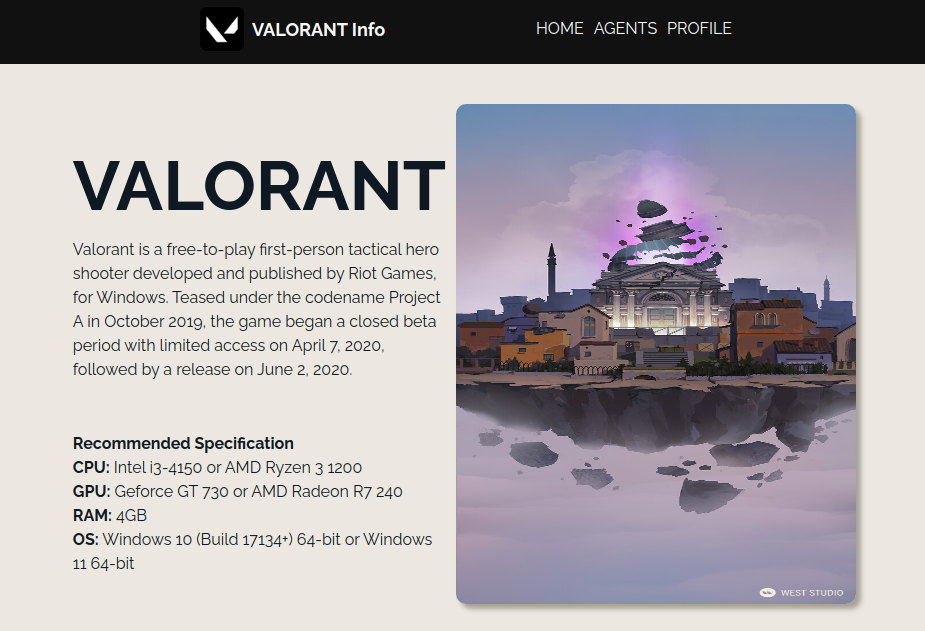 VALORANT Info
HOME AGENTS PROFILE
VALORANT
Valorant is a free-to-play first-person tactical hero
shooter developed and published by Riot Games,
for Windows. Teased under the codename Project
A in October 2019, the game began a closed beta
period with limited access on April 7, 2020,
followed by a release on June 2, 2020.
Recommended Specification
CPU: Intel i3-4150 or AMD Ryzen 3 1200
GPU: Geforce GT 730 or AMD Radeon R7 240
RAM: 4GB
OS: Windows 10 (Build 17134+) 64-bit or Windows
11 64-bit
WEST STUDIO